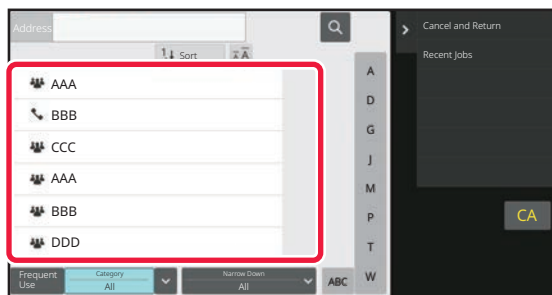 Address
Sort
A
AAA
BBB
CCC
AAA
BBB
DDD
A
D
G
J
M
P
T
W
Frequent
Use
Category
All
Narrow Down
All
ABC
Cancel and Return
Recent Jobs
CA